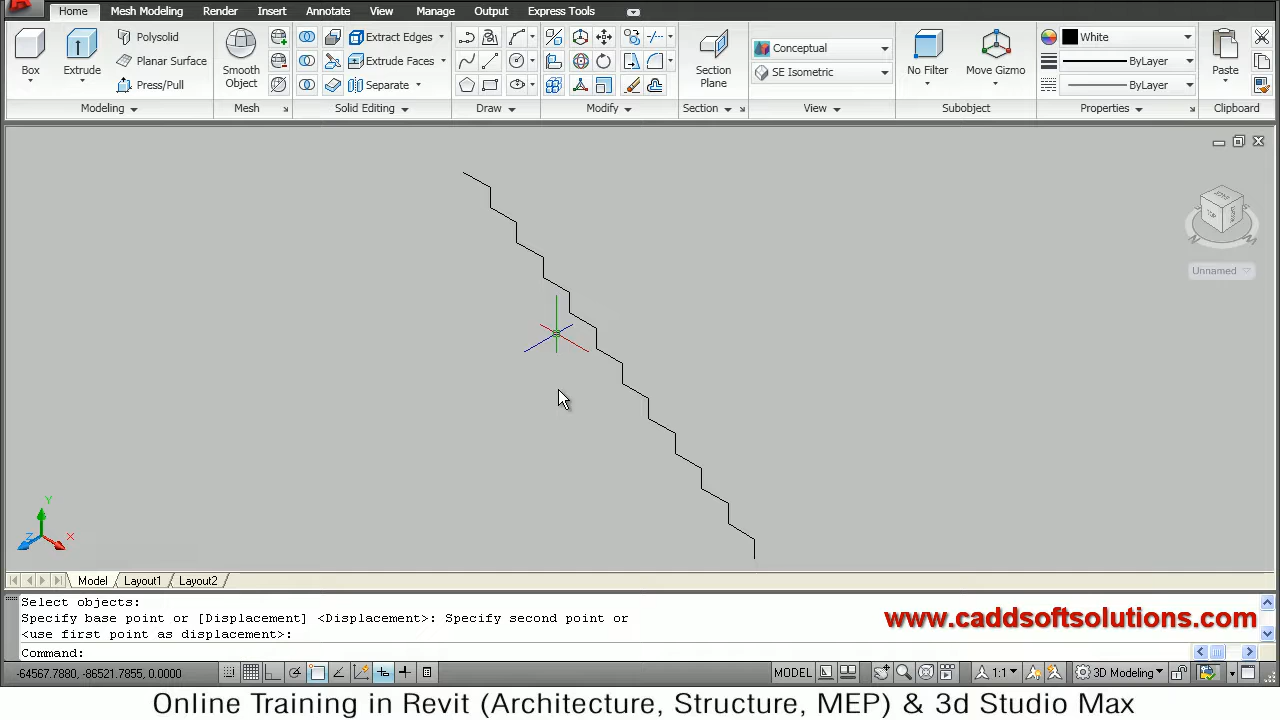 Home Mesh Modeling Render Insert Annotate View Manage Output Express Tools
Box Extrude Polysolid Planar Surface Press/Pull
Modeling
Smooth Object
Mesh
Extract Edges
Extrude Faces
Separate
Solid Editing
Draw
Modify
Section Plane
Section
Conceptual
SE Isometric
View
No Filter Move Gizmo
Subobject
White
ByLayer
ByLayer
Properties
Paste
Clipboard
Unnamed
Y
X
Z
Model Layout1 Layout2
Select objects:
Specify base point or [Displacement] <Displacement>: Specify second point or
<use first point as displacement>:
Command:
www.caddsoftsolutions.com
-64567.7880, -86521.7855, 0.0000 MODEL 1:1 3D Modeling
Online Training in Revit (Architecture, Structure, MEP) & 3d Studio Max